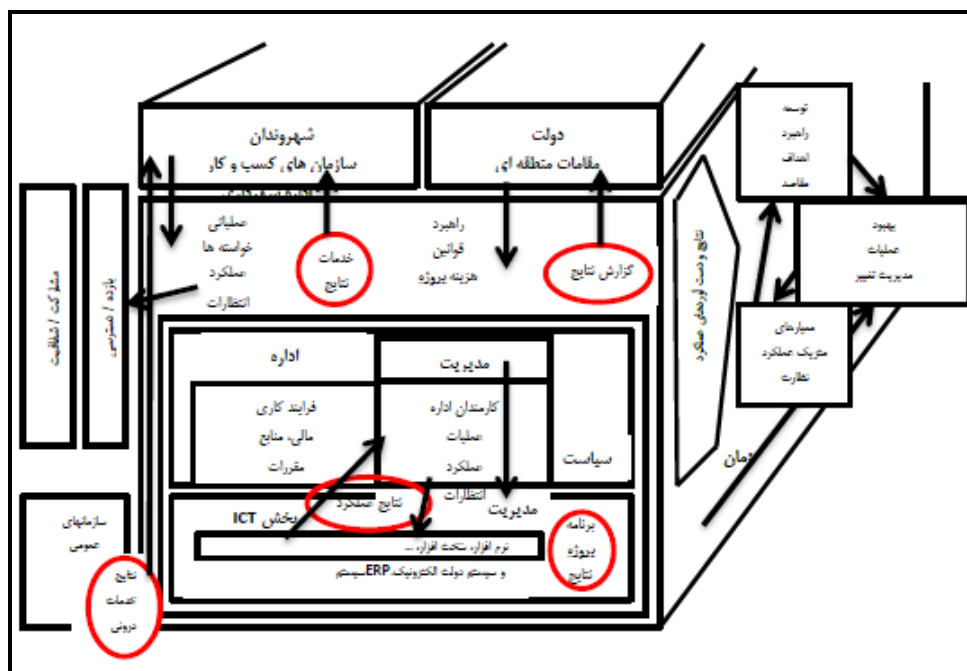 شهروندان
سازمان های کسب و کار
دولت
مقامات منطقه ای
توسعه
راهبرد
اهداف
مقاصد
بهبود
عملیات
مدیریت تغییر
معیارهای
متریک عملکرد
نظارت
نتایج و دست آوردهای عملکرد
زمان
عملیاتی
خواسته ها
عملکرد
انتظارات
خدمات
نتایج
راهبرد
قوانین
هزینه پروژه
گزارش نتایج
مشارکت / شفافیت
بازده / دسترسی
اداره
مدیریت
فرایند کاری
مالی، منابع
مقررات
کارمندان اداره
عملیات
عملکرد
انتظارات
سیاست
نتایج عملکرد
بخش ICT
مدیریت
نرم افزار، سخت افزار، ...
سیستم ERP و سیستم دولت الکترونیک
برنامه
پروژه
نتایج
سازمانهای
عمومی
نتایج
خدمات
درونی